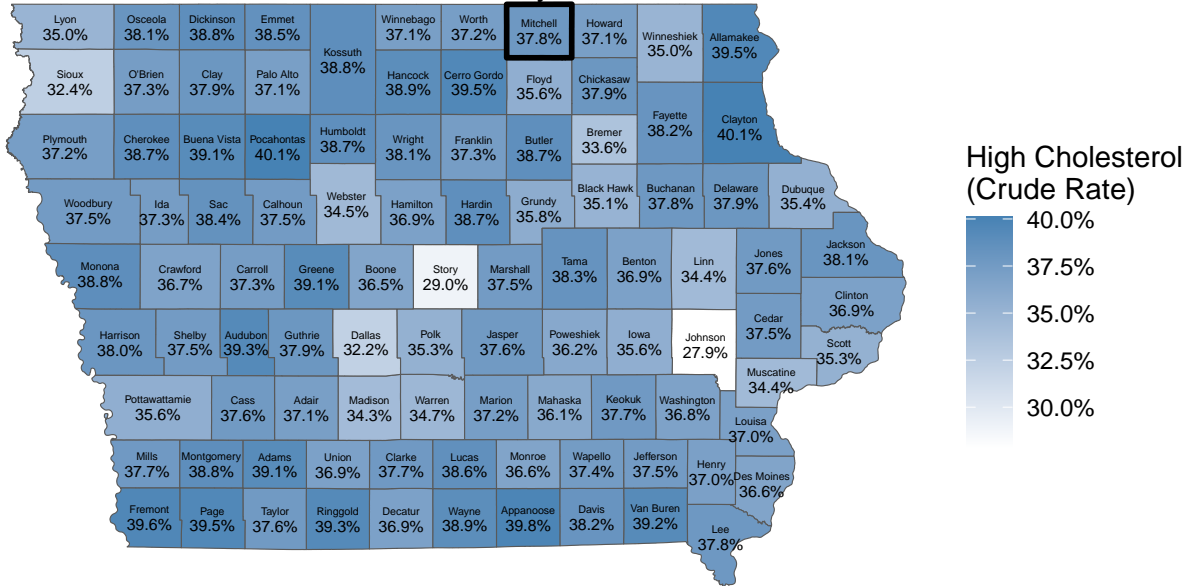 Lyon
35.0%
Osceola
38.1%
Dickinson
38.8%
Emmet
38.5%
Kossuth
38.8%
Winnebago
37.1%
Worth
37.2%
Mitchell
37.8%
Howard
37.1%
Winneshiek
35.0%
Allamakee
39.5%
Sioux
32.4%
O'Brien
37.3%
Clay
37.9%
Palo Alto
37.1%
Hancock
38.9%
Cerro Gordo
39.5%
Floyd
35.6%
Chickasaw
37.9%
Fayette
38.2%
Clayton
40.1%
Plymouth
37.2%
Cherokee
38.7%
Buena Vista
39.1%
Pocahontas
40.1%
Humboldt
38.7%
Wright
38.1%
Franklin
37.3%
Butler
38.7%
Bremer
33.6%
Woodbury
37.5%
Ida
37.3%
Sac
38.4%
Calhoun
37.5%
Webster
34.5%
Hamilton
36.9%
Hardin
38.7%
Grundy
35.8%
Black Hawk
35.1%
Buchanan
37.8%
Delaware
37.9%
Dubuque
35.4%
Monona
38.8%
Crawford
36.7%
Carroll
37.3%
Greene
39.1%
Boone
36.5%
Story
29.0%
Marshall
37.5%
Tama
38.3%
Benton
36.9%
Linn
34.4%
Jones
37.6%
Jackson
38.1%
Clinton
36.9%
Harrison
38.0%
Shelby
37.5%
Audubon
39.3%
Guthrie
37.9%
Dallas
32.2%
Polk
35.3%
Jasper
37.6%
Poweshiek
36.2%
Iowa
35.6%
Johnson
27.9%
Cedar
37.5%
Scott
35.3%
Muscatine
34.4%
Pottawattamie
35.6%
Cass
37.6%
Adair
37.1%
Madison
34.3%
Warren
34.7%
Marion
37.2%
Mahaska
36.1%
Keokuk
37.7%
Washington
36.8%
Louisa
37.0%
Mills
37.7%
Montgomery
38.8%
Adams
39.1%
Union
36.9%
Clarke
37.7%
Lucas
38.6%
Monroe
36.6%
Wapello
37.4%
Jefferson
37.5%
Henry
37.0%
Des Moines
36.6%
Fremont
39.6%
Page
39.5%
Taylor
37.6%
Ringgold
39.3%
Decatur
36.9%
Wayne
38.9%
Appanoose
39.8%
Davis
38.2%
Van Buren
39.2%
Lee
37.8%
High Cholesterol
(Crude Rate)
40.0%
37.5%
35.0%
32.5%
30.0%